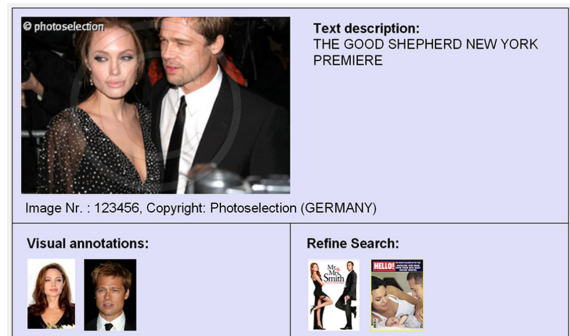 © photoselection
Text description:
THE GOOD SHEPHERD NEW YORK
PREMIERE
Image Nr. : 123456, Copyright: Photoselection (GERMANY)
Visual annotations:
Refine Search:
Mr.&
Mrs.
Smith
HELLO!